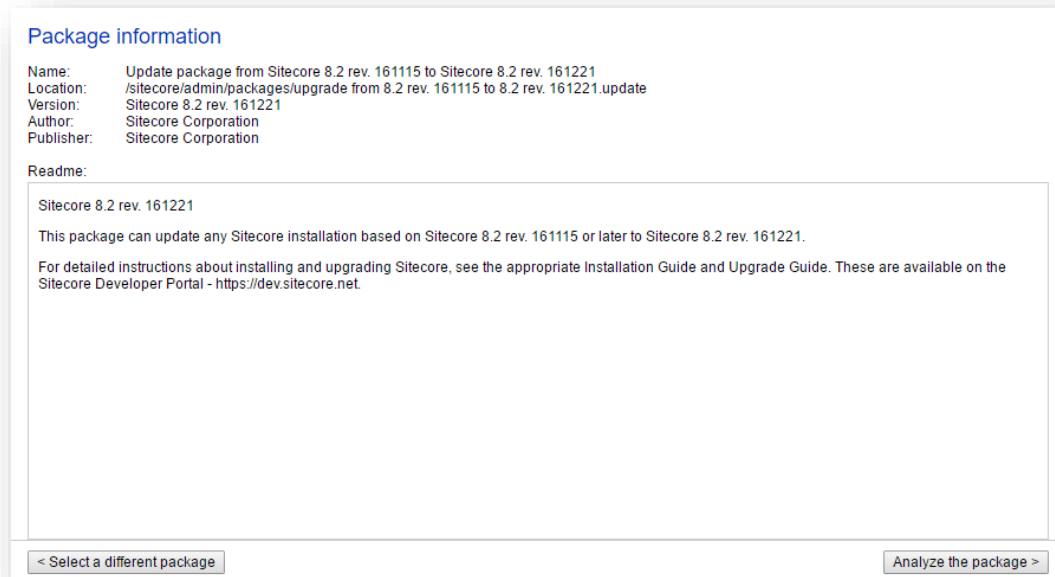 Package information
Name: Update package from Sitecore 8.2 rev. 161115 to Sitecore 8.2 rev. 161221
Location: /sitecore/admin/packages/upgrade from 8.2 rev. 161115 to 8.2 rev. 161221.update
Version: Sitecore 8.2 rev. 161221
Author: Sitecore Corporation
Publisher: Sitecore Corporation
Readme:
Sitecore 8.2 rev. 161221
This package can update any Sitecore installation based on Sitecore 8.2 rev. 161115 or later to Sitecore 8.2 rev. 161221.
For detailed instructions about installing and upgrading Sitecore, see the appropriate Installation Guide and Upgrade Guide. These are available on the
Sitecore Developer Portal - https://dev.sitecore.net.
< Select a different package
Analyze the package >